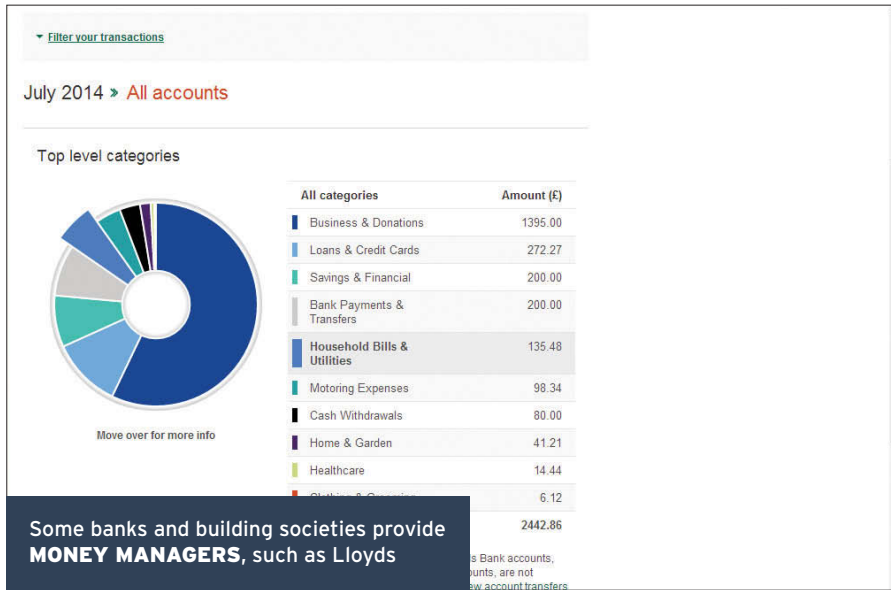 Filter your transactions
July 2014 » All accounts
Top level categories
All categories Amount (£)
Business & Donations 1395.00
Loans & Credit Cards 272.27
Savings & Financial 200.00
Bank Payments & 200.00
Transfers
Household Bills & 135.48
Utilities
Motoring Expenses 98.34
Cash Withdrawals 80.00
Home & Garden 41.21
Healthcare 14.44
6.12
2442.86
Move over for more info
Bank accounts,
are not
account transfers
Some banks and building societies provide
MONEY MANAGERS, such as Lloyds